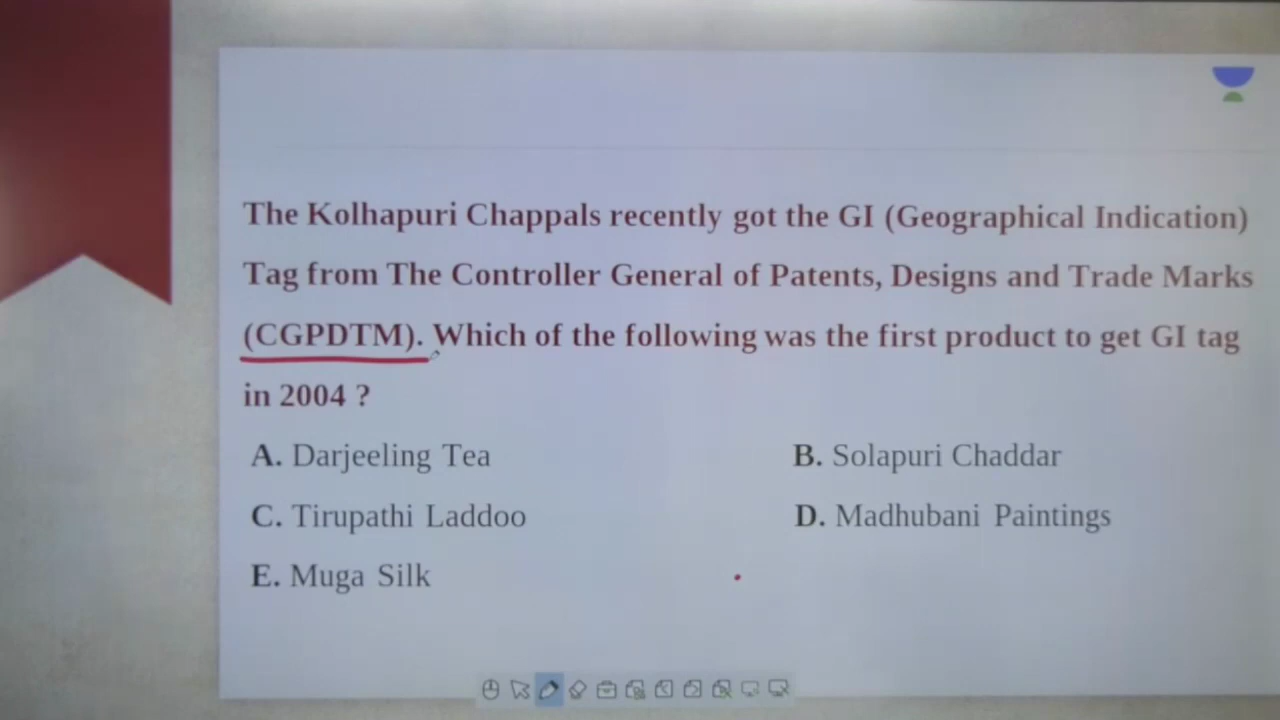 The Kolhapuri Chappals recently got the GI (Geographical Indication)
Tag from The Controller General of Patents, Designs and Trade Marks
(CGPDTM). Which of the following was the first product to get GI tag
in 2004 ?
A. Darjeeling Tea
B. Solapuri Chaddar
C. Tirupathi Laddoo
D. Madhubani Paintings
E. Muga Silk